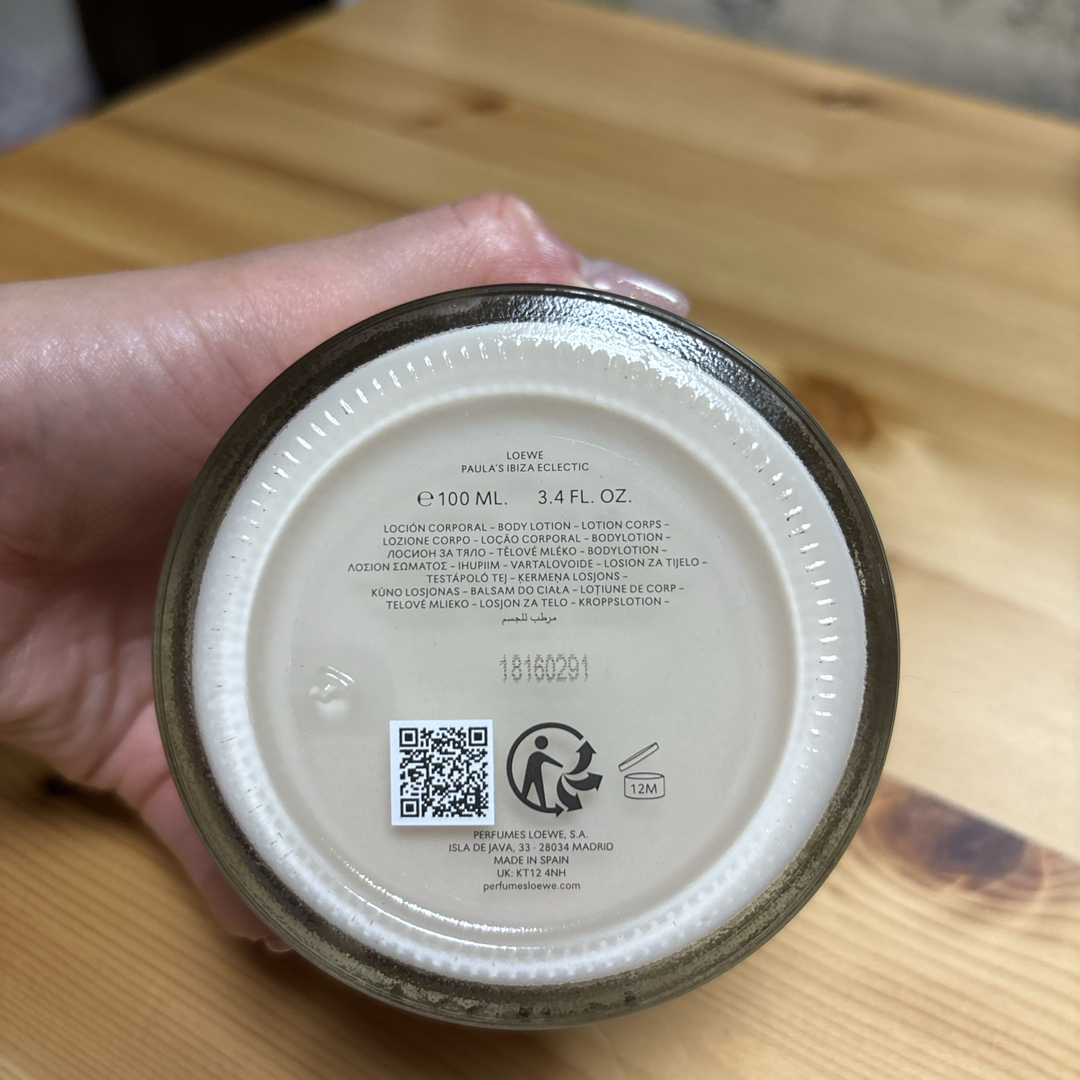 LOEWE
PAULA'S IBIZA ECLECTIC
℮100 ML. 3.4 FL. OZ.
LOCIÓN CORPORAL – BODY LOTION – LOTION CORPS –
LOZIONE CORPO – LOÇÃO CORPORAL – BODYLOTION –
ЛОСИОН ЗА ТЯЛО – TĚLOVÉ MLÉKO – BODYLOTION –
ΛΟΣΙΟΝ ΣΩΜΑΤΟΣ – IHUPIIM – VARTALOVOIDE – LOSION ZA TIJELO –
TESTÁPOLÓ TEJ – ĶERMEŅA LOSJONS –
KŪNO LOSJONAS – BALSAM DO CIAŁA – LOȚIUNE DE CORP –
TELOVÉ MLIEKO – LOSJON ZA TELO – KROPPSLOTION –
مرطب للجسم
18160291
12M
PERFUMES LOEWE, S.A.
ISLA DE JAVA, 33 · 28034 MADRID
MADE IN SPAIN
UK: KT12 4NH
perfumesloewe.com